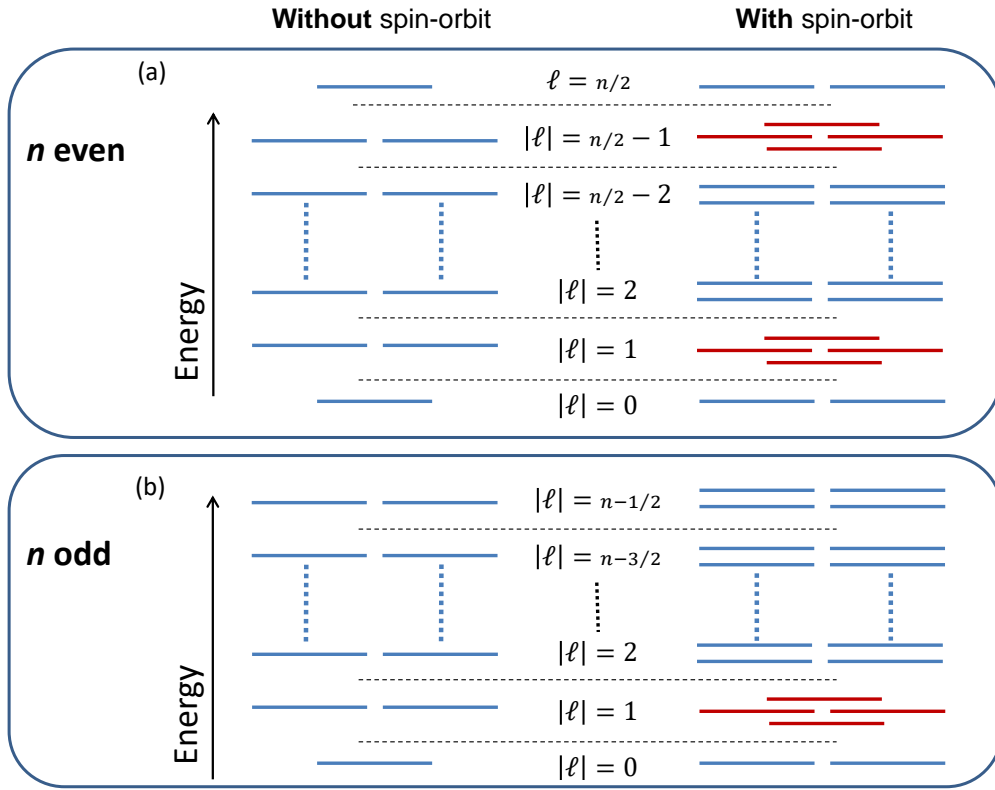 Without spin-orbit
With spin-orbit
(a)
n even
Energy
ℓ = n/2
|ℓ| = n/2 − 1
|ℓ| = n/2 − 2
|ℓ| = 2
|ℓ| = 1
|ℓ| = 0
(b)
n odd
Energy
|ℓ| = n−1/2
|ℓ| = n−3/2
|ℓ| = 2
|ℓ| = 1
|ℓ| = 0